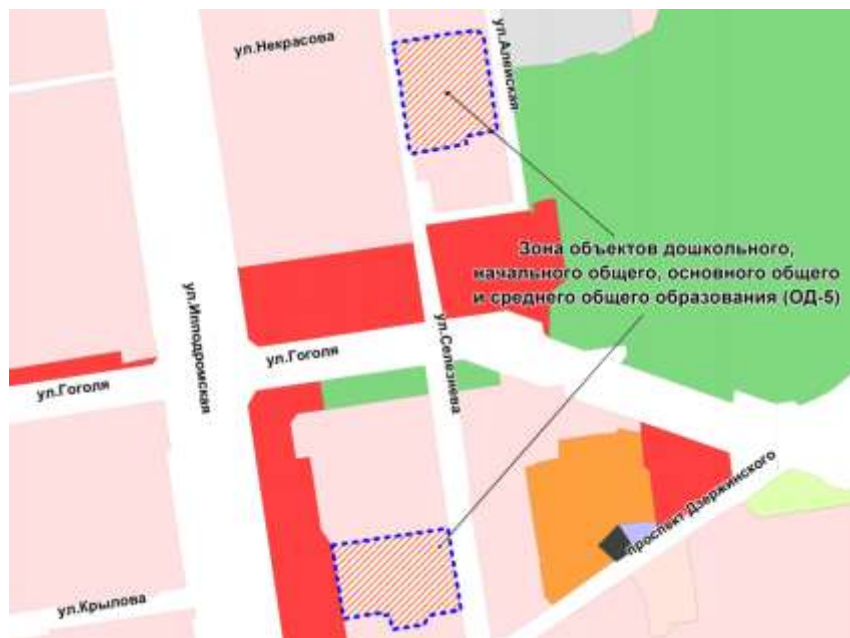 ул.Некрасова
ул.Алейская
Зона объектов дошкольного,
начального общего, основного общего
и среднего общего образования (ОД-5)
ул.Ипподромская
ул.Гоголя
ул.Селезнева
ул.Гоголя
проспект Дзержинского
ул.Крылова